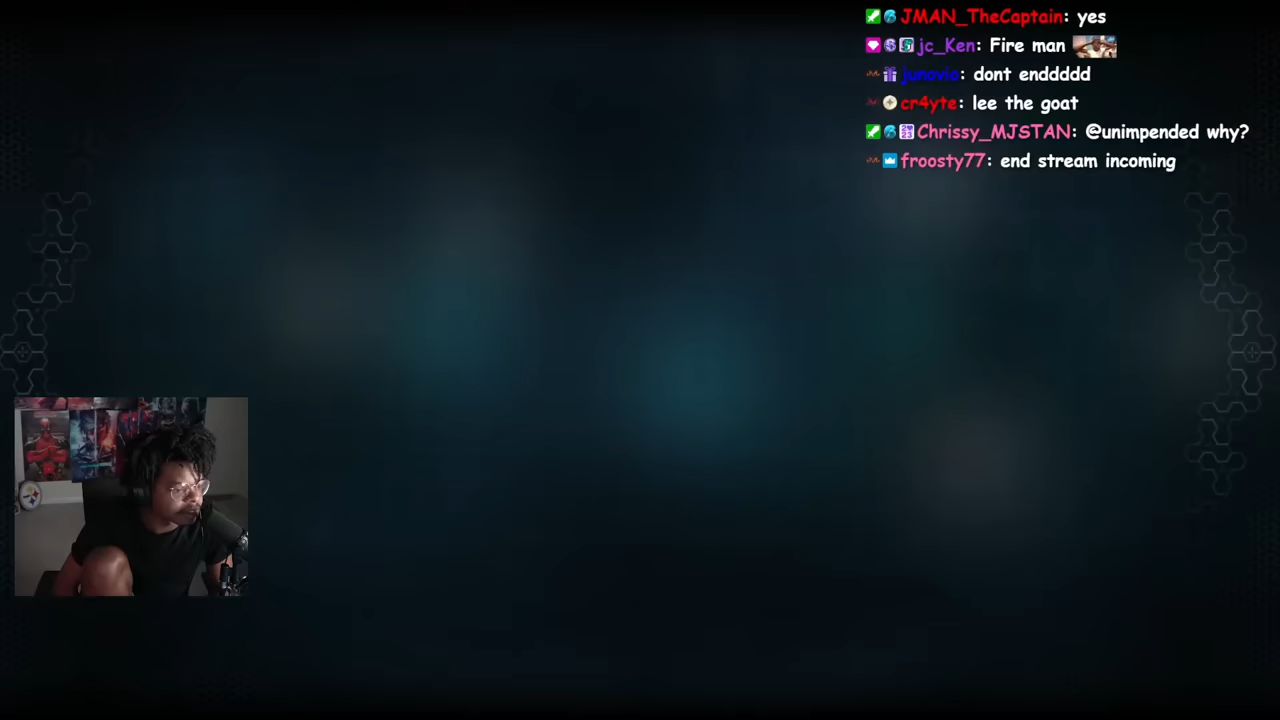 JMAN_TheCaptain: yes
jc_Ken: Fire man
junovio: dont enddddd
cr4yte: lee the goat
Chrissy_MJSTAN: @unimpended why?
froosty77: end stream incoming